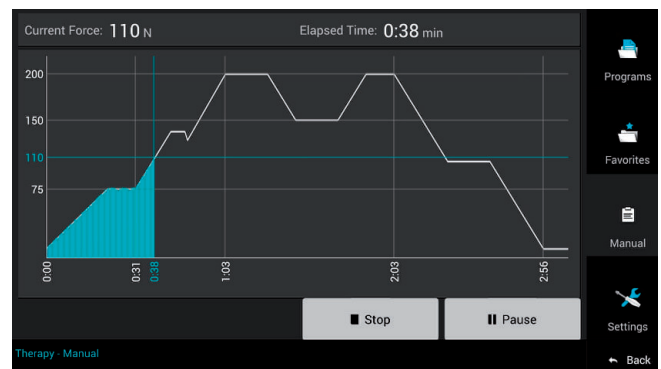 Current Force: 110 N
Elapsed Time: 0:38 min
200
150
110
75
0:00
0:31
0:38
1:03
2:03
2:56
Stop
Pause
Therapy - Manual
Programs
Favorites
Manual
Settings
Back